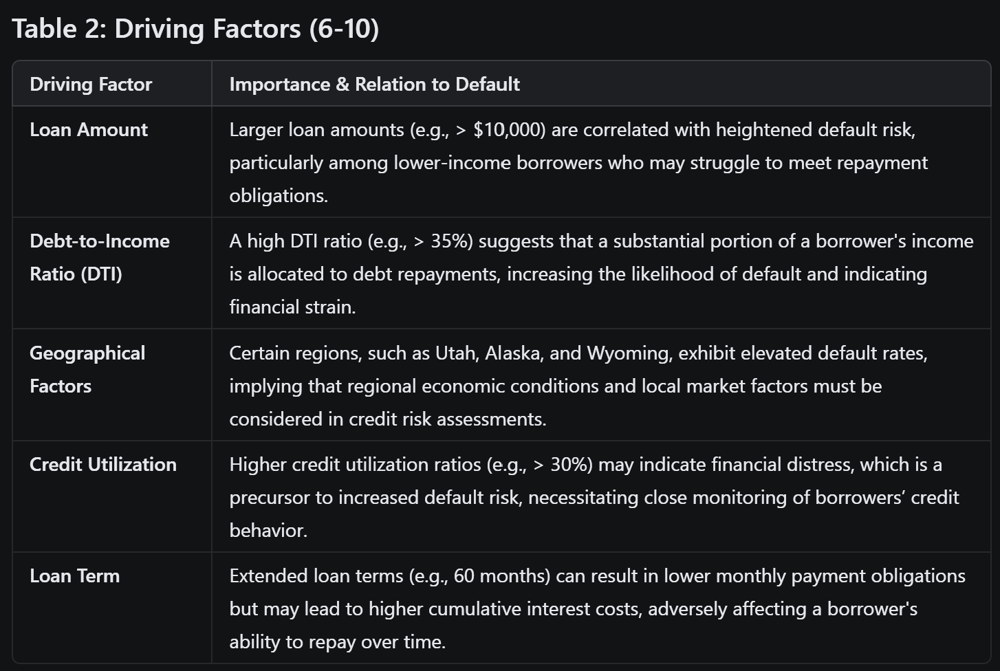 Table 2: Driving Factors (6-10)
Driving Factor
Importance & Relation to Default
Loan Amount
Larger loan amounts (e.g., > $10,000) are correlated with heightened default risk,
particularly among lower-income borrowers who may struggle to meet repayment
obligations.
Debt-to-Income
Ratio (DTI)
A high DTI ratio (e.g., > 35%) suggests that a substantial portion of a borrower's income
is allocated to debt repayments, increasing the likelihood of default and indicating
financial strain.
Geographical
Factors
Certain regions, such as Utah, Alaska, and Wyoming, exhibit elevated default rates,
implying that regional economic conditions and local market factors must be
considered in credit risk assessments.
Credit Utilization
Higher credit utilization ratios (e.g., > 30%) may indicate financial distress, which is a
precursor to increased default risk, necessitating close monitoring of borrowers’ credit
behavior.
Loan Term
Extended loan terms (e.g., 60 months) can result in lower monthly payment obligations
but may lead to higher cumulative interest costs, adversely affecting a borrower's
ability to repay over time.